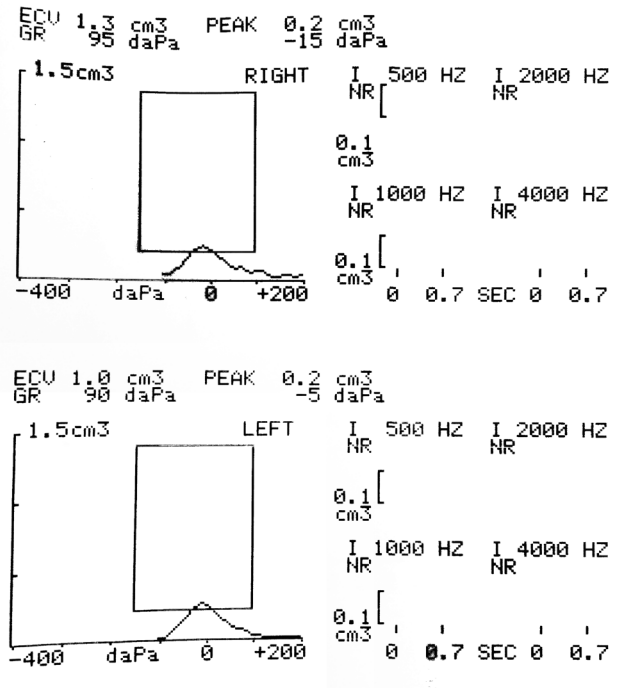 ECV 1.3 cm3 PEAK 0.2 cm3
GR 95 daPa -15 daPa
1.5cm3 RIGHT
I 500 HZ I 2000 HZ
NR NR
0.1
cm3
I 1000 HZ I 4000 HZ
NR NR
0.1
cm3
-400 daPa 0 +200
0 0.7 SEC 0 0.7
ECV 1.0 cm3 PEAK 0.2 cm3
GR 90 daPa -5 daPa
1.5cm3 LEFT
I 500 HZ I 2000 HZ
NR NR
0.1
cm3
I 1000 HZ I 4000 HZ
NR NR
0.1
cm3
-400 daPa 0 +200
0 0.7 SEC 0 0.7